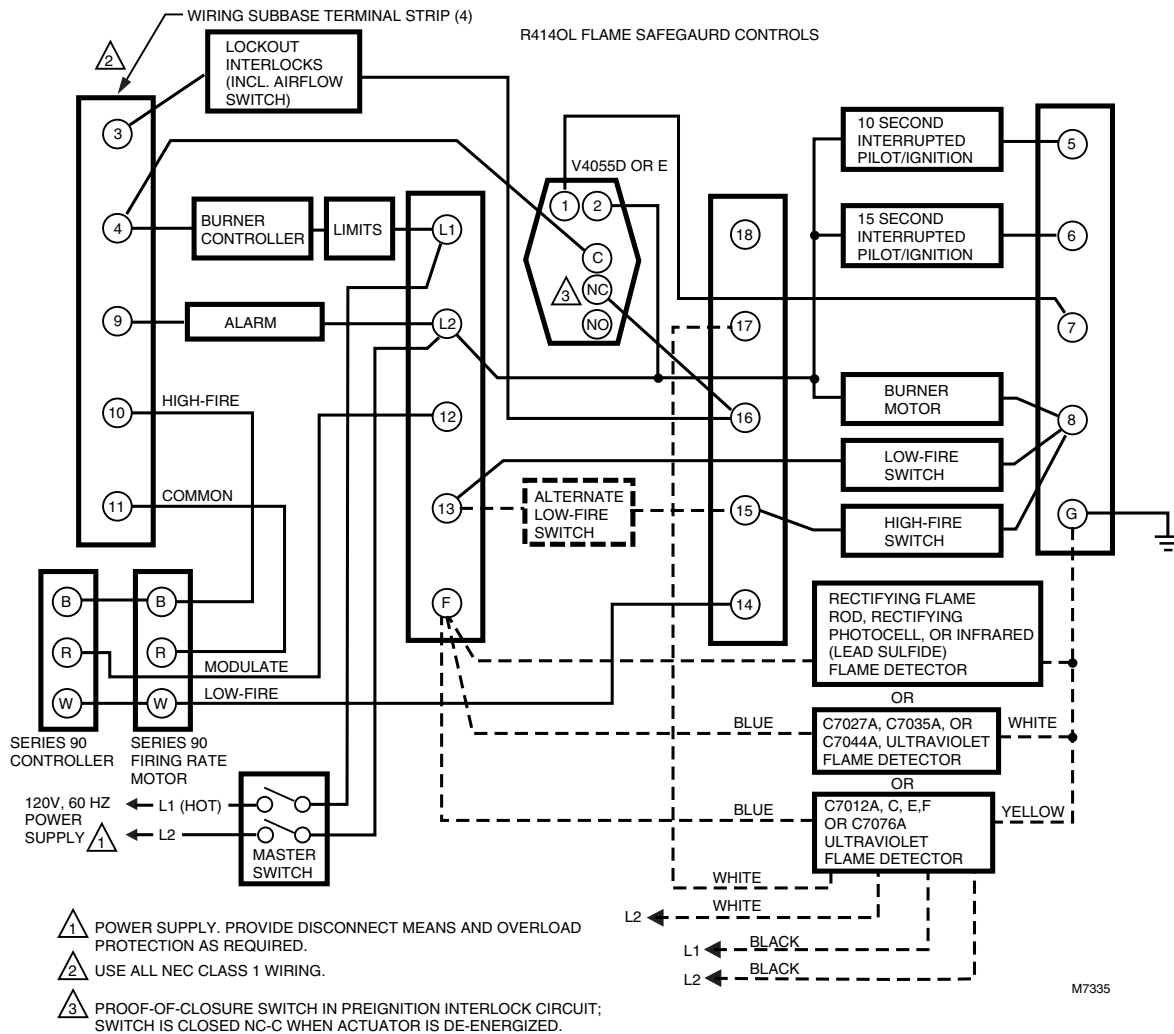 WIRING SUBBASE TERMINAL STRIP (4)
R414OL FLAME SAFEGAURD CONTROLS
2
LOCKOUT
INTERLOCKS
(INCL. AIRFLOW
SWITCH)
3
4
9
10
11
BURNER
CONTROLLER
LIMITS
ALARM
HIGH-FIRE
COMMON
L1
L2
12
13
F
V4055D OR E
1
2
C
NC
NO
3
ALTERNATE
LOW-FIRE
SWITCH
18
17
16
15
14
10 SECOND
INTERRUPTED
PILOT/IGNITION
15 SECOND
INTERRUPTED
PILOT/IGNITION
BURNER
MOTOR
LOW-FIRE
SWITCH
HIGH-FIRE
SWITCH
5
6
7
8
G
B
R
W
B
R
W
MODULATE
LOW-FIRE
SERIES 90
CONTROLLER
SERIES 90
FIRING RATE
MOTOR
120V, 60 HZ
POWER
SUPPLY
1
L1 (HOT)
L2
MASTER
SWITCH
RECTIFYING FLAME
ROD, RECTIFYING
PHOTOCELL, OR INFRARED
(LEAD SULFIDE)
FLAME DETECTOR
OR
BLUE
C7027A, C7035A, OR
C7044A, ULTRAVIOLET
FLAME DETECTOR
WHITE
OR
BLUE
C7012A, C, E,F
OR C7076A
ULTRAVIOLET
FLAME DETECTOR
YELLOW
WHITE
L2
WHITE
L1
BLACK
L2
BLACK
1 POWER SUPPLY. PROVIDE DISCONNECT MEANS AND OVERLOAD
PROTECTION AS REQUIRED.
2 USE ALL NEC CLASS 1 WIRING.
3 PROOF-OF-CLOSURE SWITCH IN PREIGNITION INTERLOCK CIRCUIT;
SWITCH IS CLOSED NC-C WHEN ACTUATOR IS DE-ENERGIZED.
M7335